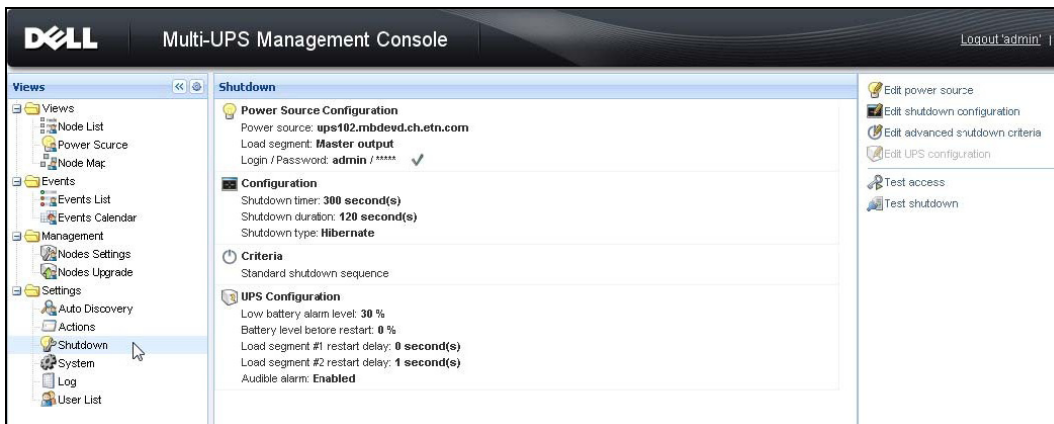 DELL
Multi-UPS Management Console
Logout 'admin' |
Views
Views
Node List
Power Source
Node Map
Events
Events List
Events Calendar
Management
Nodes Settings
Nodes Upgrade
Settings
Auto Discovery
Actions
Shutdown
System
Log
User List
Shutdown
Power Source Configuration
Power source: ups102.mbdevd.ch.etn.com
Load segment: Master output
Login / Password: admin / *****
Configuration
Shutdown timer: 300 second(s)
Shutdown duration: 120 second(s)
Shutdown type: Hibernate
Criteria
Standard shutdown sequence
UPS Configuration
Low battery alarm level: 30 %
Battery level before restart: 0 %
Load segment #1 restart delay: 0 second(s)
Load segment #2 restart delay: 1 second(s)
Audible alarm: Enabled
Edit power source
Edit shutdown configuration
Edit advanced shutdown criteria
Edit UPS configuration
Test access
Test shutdown